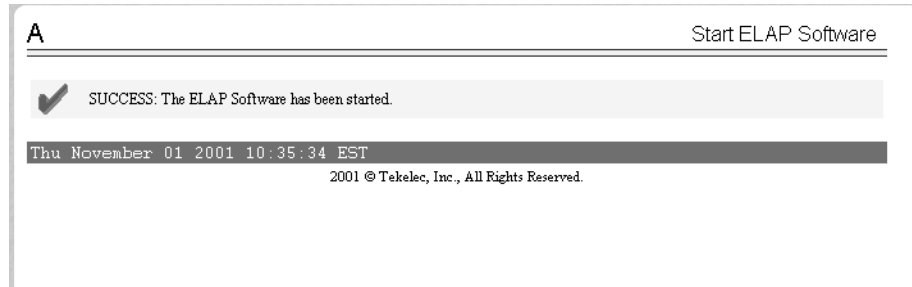 A
Start ELAP Software
SUCCESS: The ELAP Software has been started.
Thu November 01 2001 10:35:34 EST
2001 © Tekelec, Inc., All Rights Reserved.